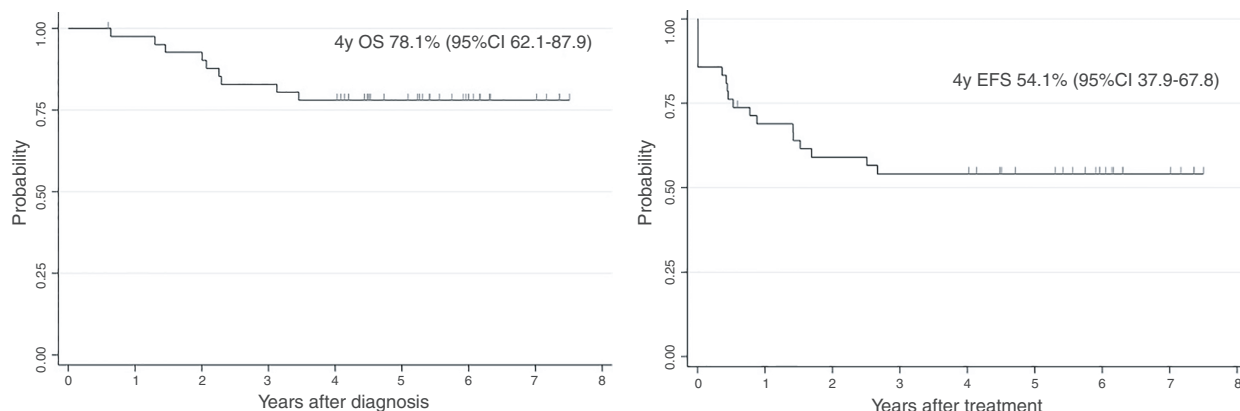 4y OS 78.1% (95%CI 62.1-87.9)
Probability
1.00
0.75
0.50
0.25
0.00
0 1 2 3 4 5 6 7 8
Years after diagnosis
4y EFS 54.1% (95%CI 37.9-67.8)
Probability
1.00
0.75
0.50
0.25
0.00
0 1 2 3 4 5 6 7 8
Years after treatment